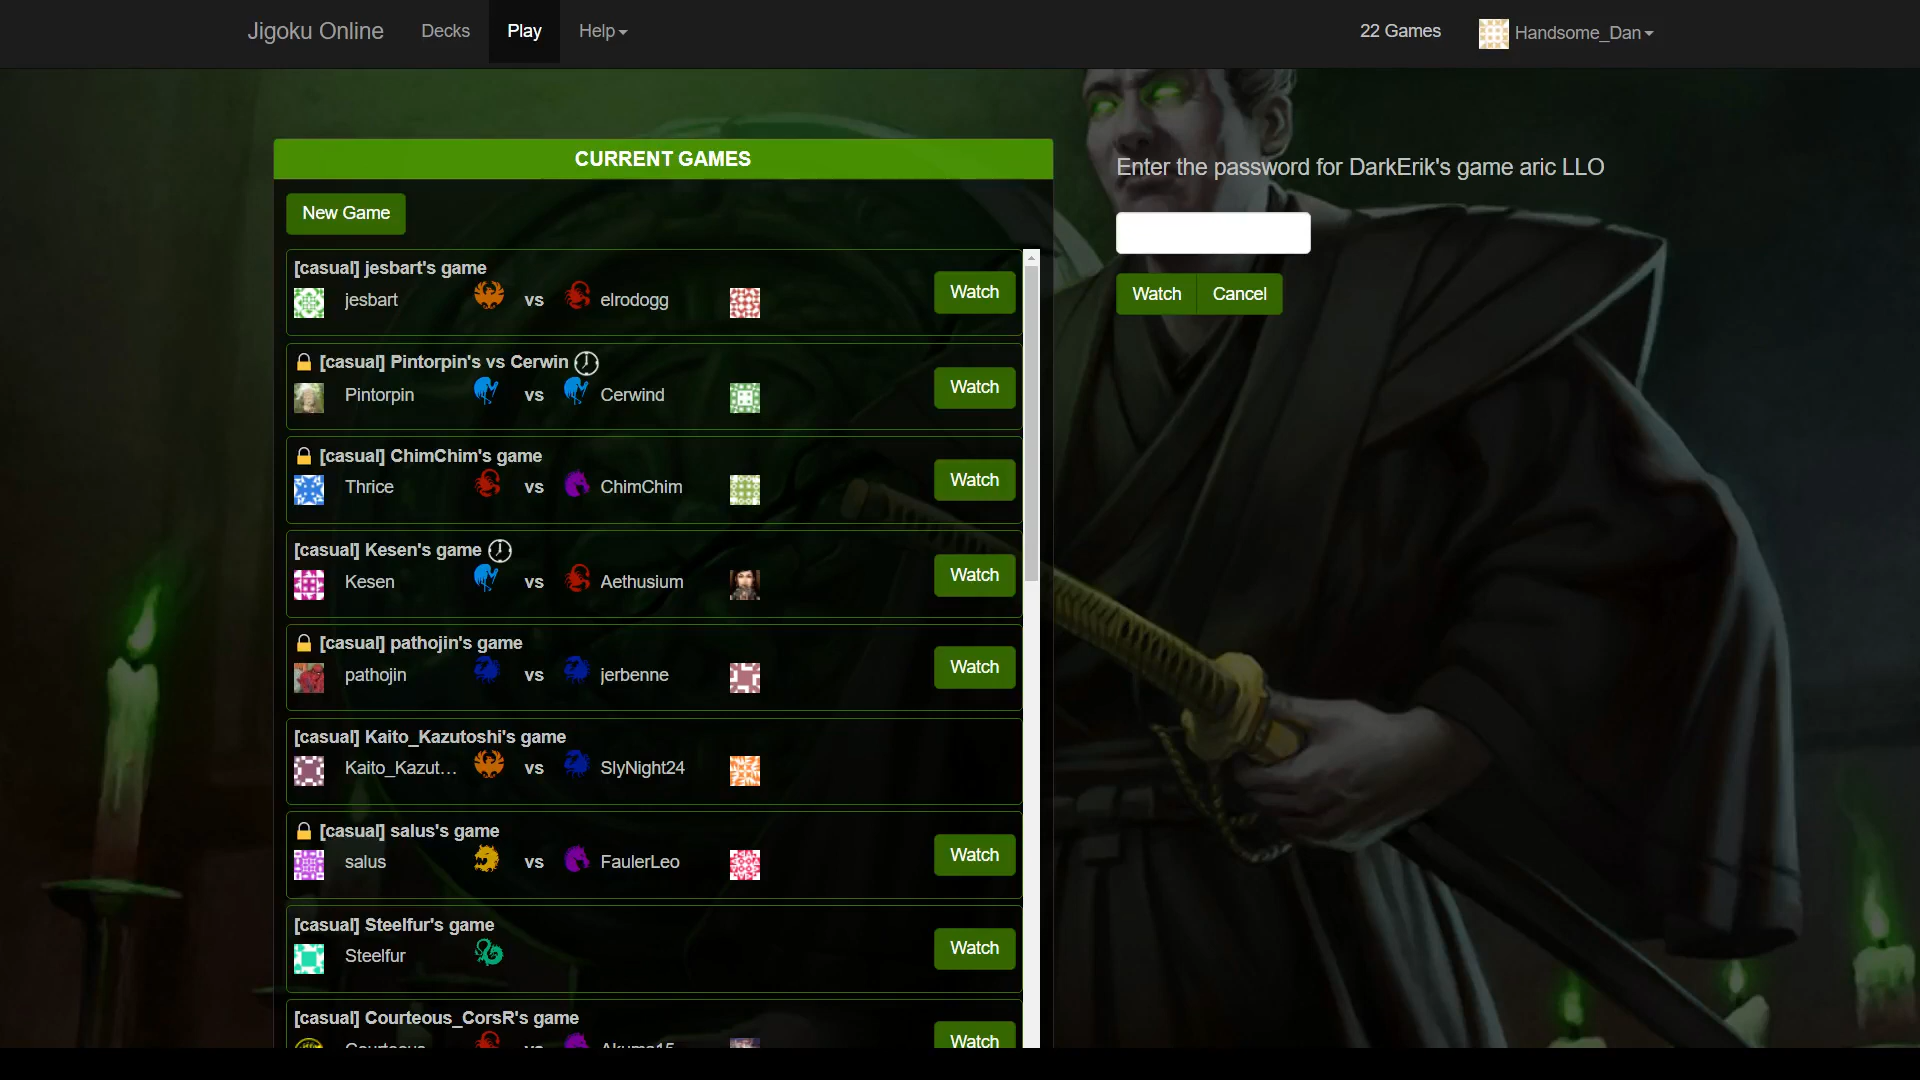 Jigoku Online Decks Play Help 22 Games Handsome_Dan
CURRENT GAMES
New Game
[casual] jesbart's game
jesbart vs elrodogg Watch
[casual] Pintorpin's vs Cerwin
Pintorpin vs Cerwind Watch
[casual] ChimChim's game
Thrice vs ChimChim Watch
[casual] Kesen's game
Kesen vs Aethusium Watch
[casual] pathojin's game
pathojin vs jerbenne Watch
[casual] Kaito_Kazutoshi's game
Kaito_Kazut… vs SlyNight24
[casual] salus's game
salus vs FaulerLeo Watch
[casual] Steelfur's game
Steelfur Watch
[casual] Courteous_CorsR's game
vs Akuma15 Watch
Enter the password for DarkErik's game aric LLO
Watch Cancel